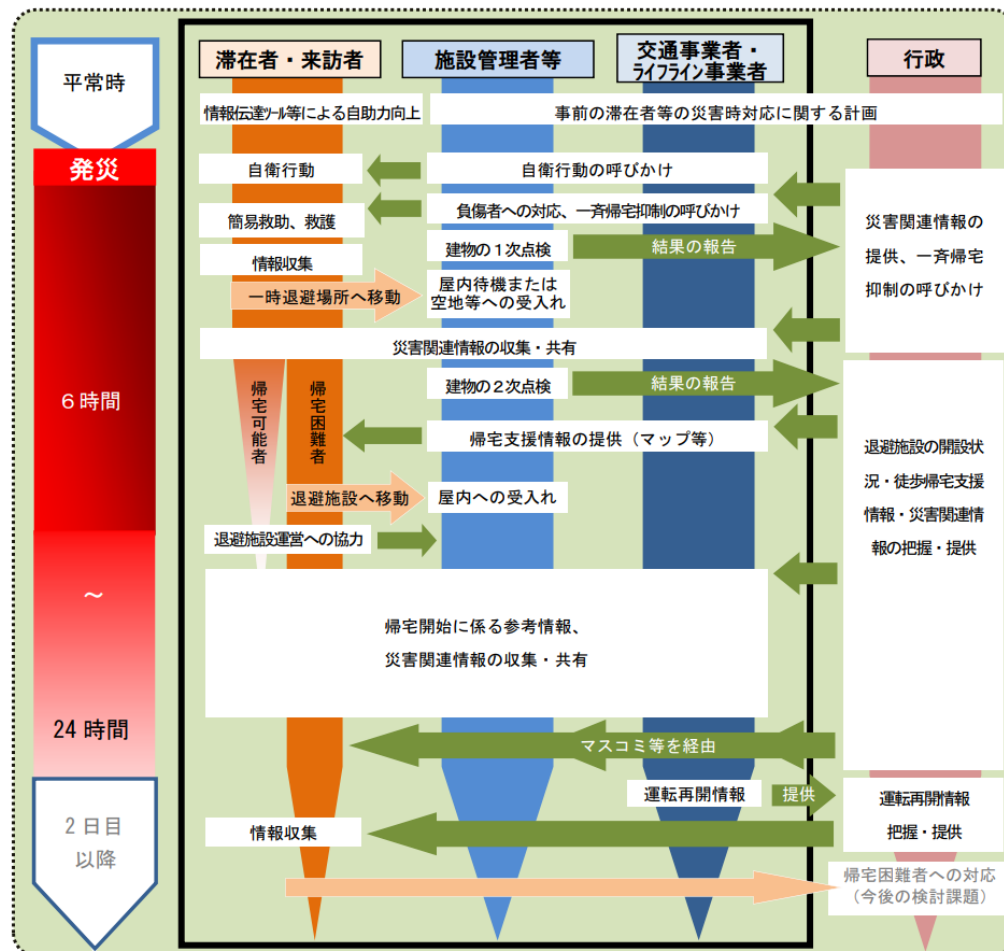 平常時
滞在者・来訪者
施設管理者等
交通事業者・
ライフライン事業者
行政
情報伝達ツール等による自助力向上
事前の滞在者等の災害時対応に関する計画
発災
自衛行動
自衛行動の呼びかけ
簡易救助、救護
負傷者への対応、一斉帰宅抑制の呼びかけ
災害関連情報の
提供、一斉帰宅
抑制の呼びかけ
情報収集
建物の1次点検
結果の報告
一時退避場所へ移動
屋内待機または
空地等への受入れ
災害関連情報の収集・共有
6時間
帰宅可能者
帰宅困難者
建物の2次点検
結果の報告
帰宅支援情報の提供（マップ等）
退避施設の開設状
況・徒歩帰宅支援
情報・災害関連情
報の把握・提供
退避施設へ移動
屋内への受入れ
退避施設運営への協力
～
帰宅開始に係る参考情報、
災害関連情報の収集・共有
24時間
マスコミ等を経由
運転再開情報
提供
運転再開情報
把握・提供
2日目
以降
情報収集
帰宅困難者への対応
（今後の検討課題）